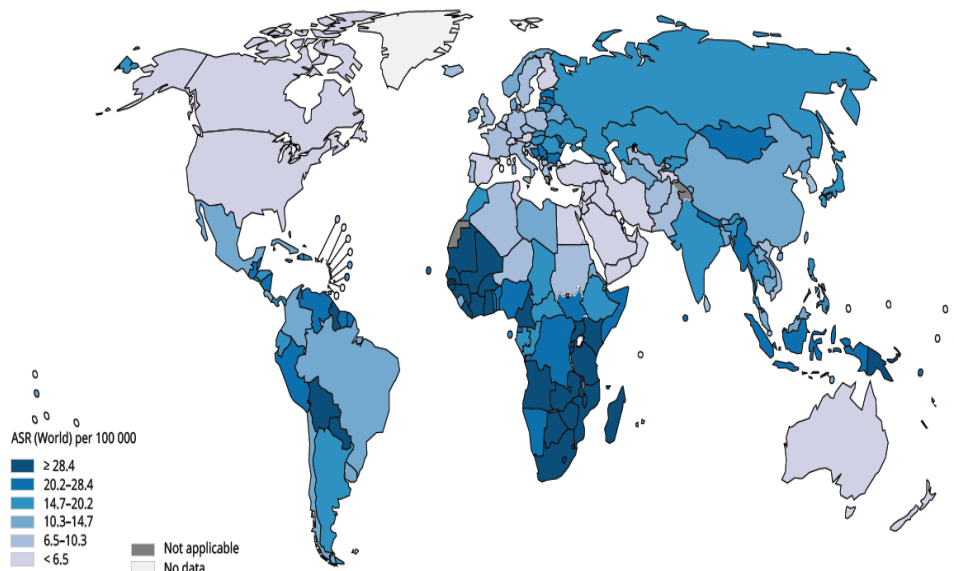 ASR (World) per 100 000
≥ 28.4
20.2–28.4
14.7–20.2
10.3–14.7
6.5–10.3
< 6.5
Not applicable
No data